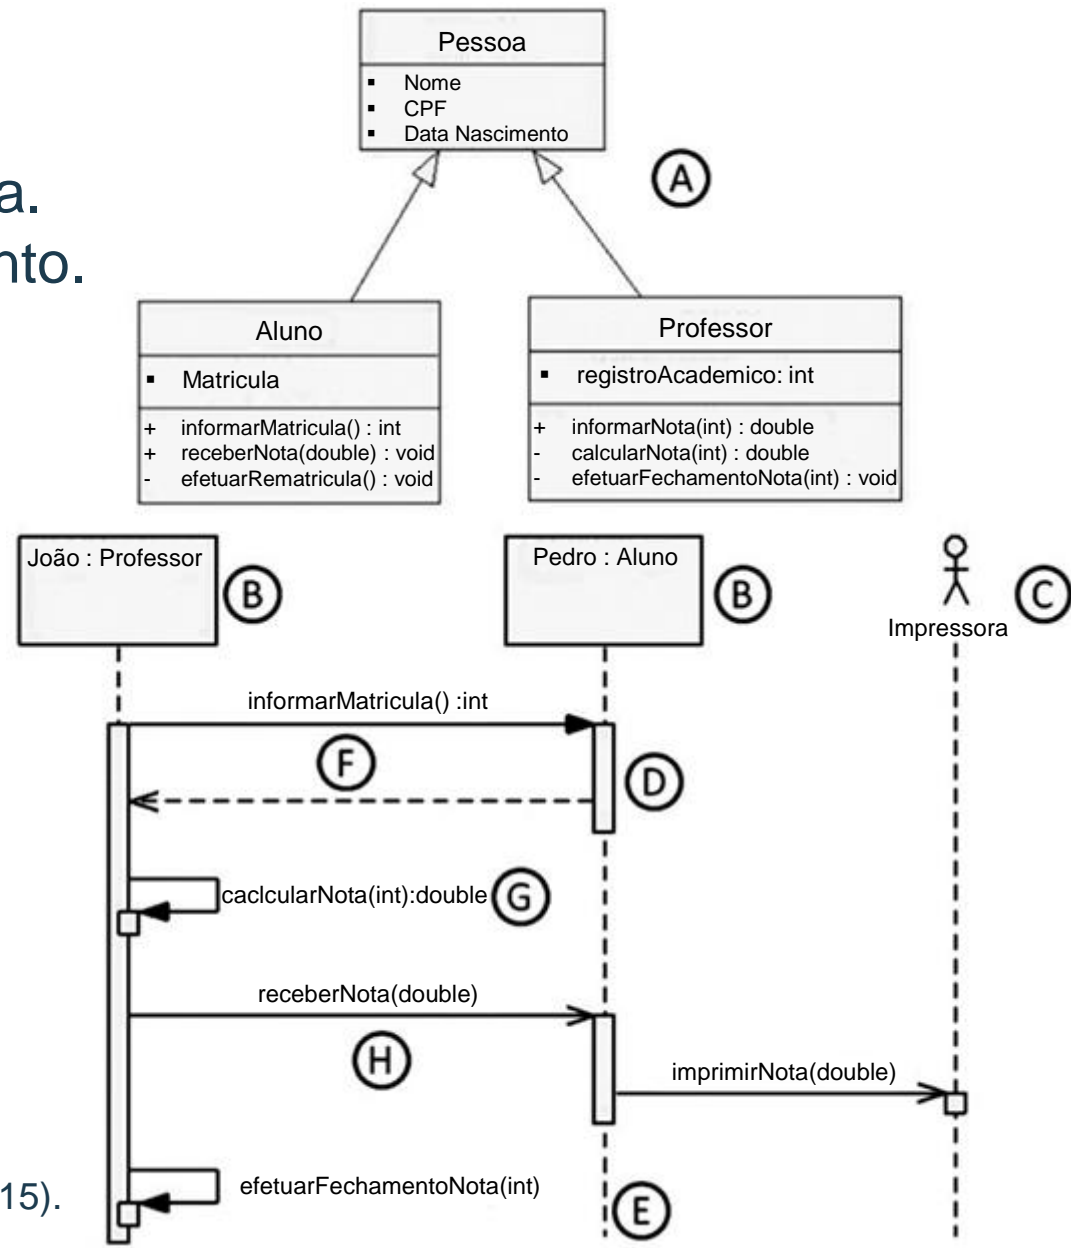 Pessoa
▪ Nome
▪ CPF
▪ Data Nascimento
A
a.
nto.
Aluno
▪ Matricula
+ informarMatricula() : int
+ receberNota(double) : void
- efetuarRematricula() : void
Professor
▪ registroAcademico: int
+ informarNota(int) : double
- calcularNota(int) : double
- efetuarFechamentoNota(int) : void
João : Professor
B
Pedro : Aluno
B
C
Impressora
informarMatricula() :int
F
D
caclcularNota(int):double
G
receberNota(double)
H
imprimirNota(double)
efetuarFechamentoNota(int)
E
15).